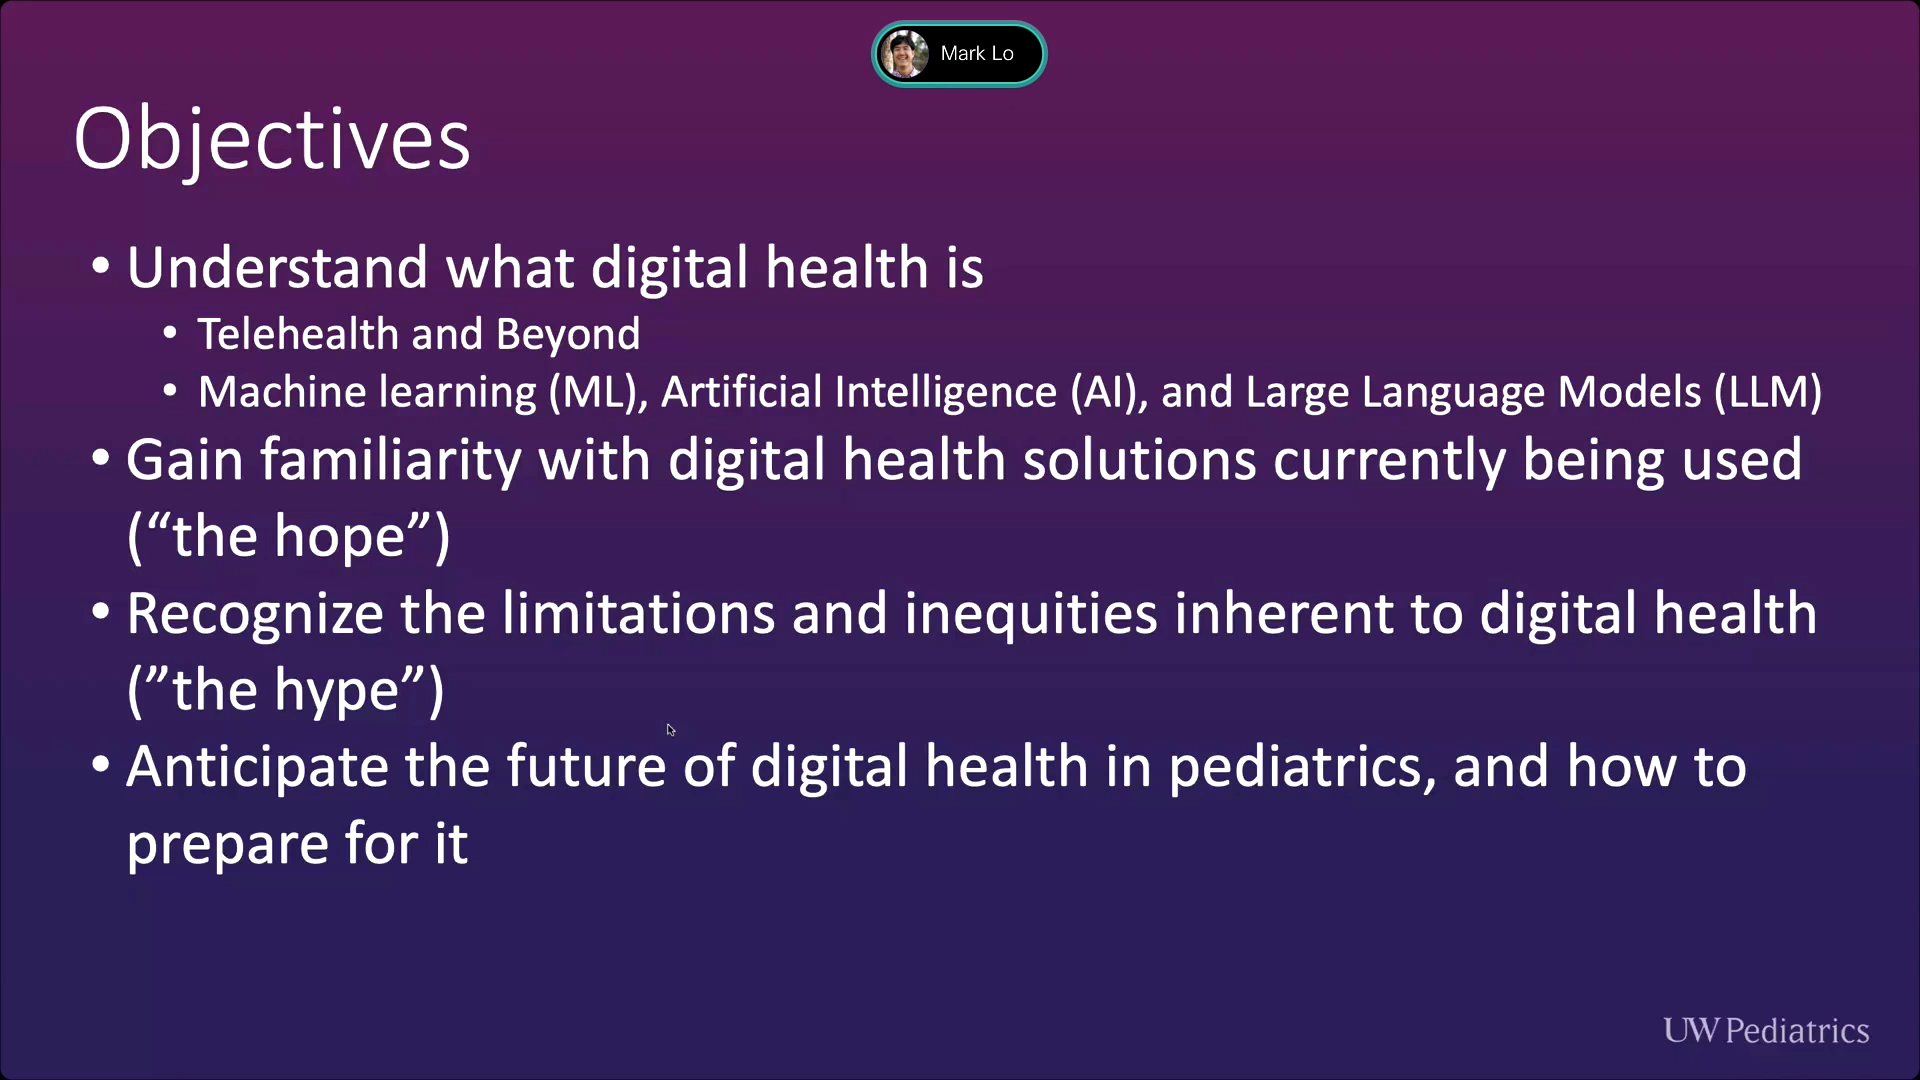 Mark Lo
Objectives
• Understand what digital health is
• Telehealth and Beyond
• Machine learning (ML), Artificial Intelligence (AI), and Large Language Models (LLM)
• Gain familiarity with digital health solutions currently being used
(“the hope”)
• Recognize the limitations and inequities inherent to digital health
(”the hype”)
• Anticipate the future of digital health in pediatrics, and how to
prepare for it
UW Pediatrics